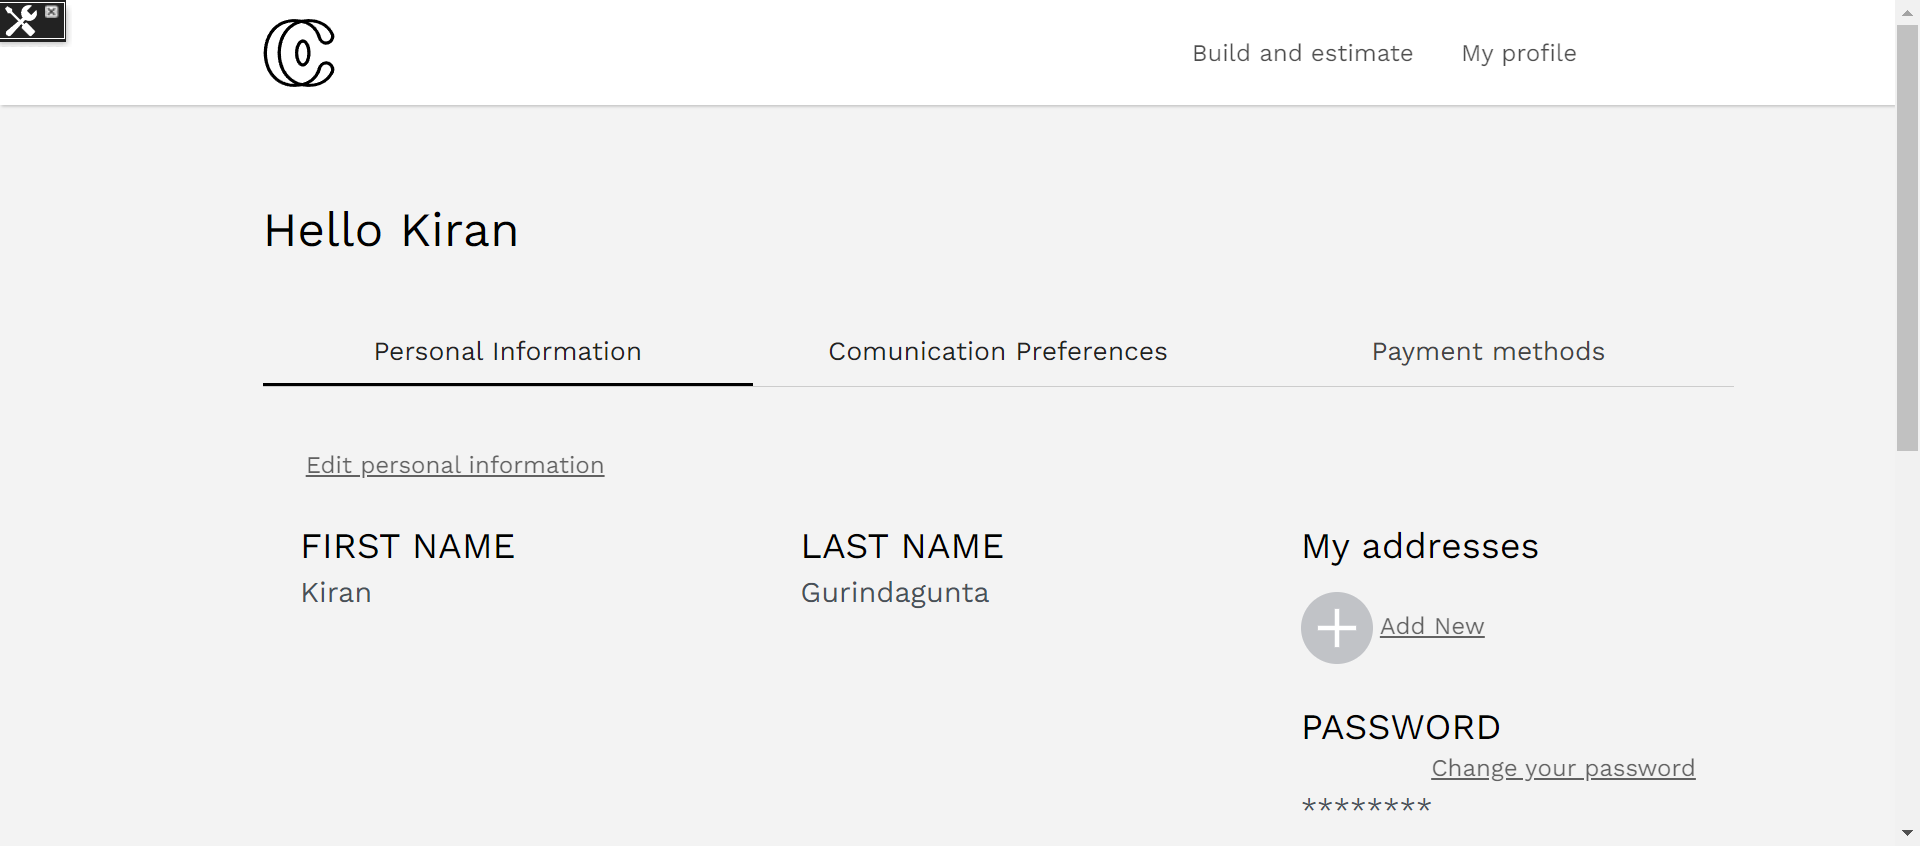 Build and estimate
My profile
Hello Kiran
Personal Information
Comunication Preferences
Payment methods
Edit personal information
FIRST NAME
Kiran
LAST NAME
Gurindagunta
My addresses
Add New
PASSWORD
Change your password
********